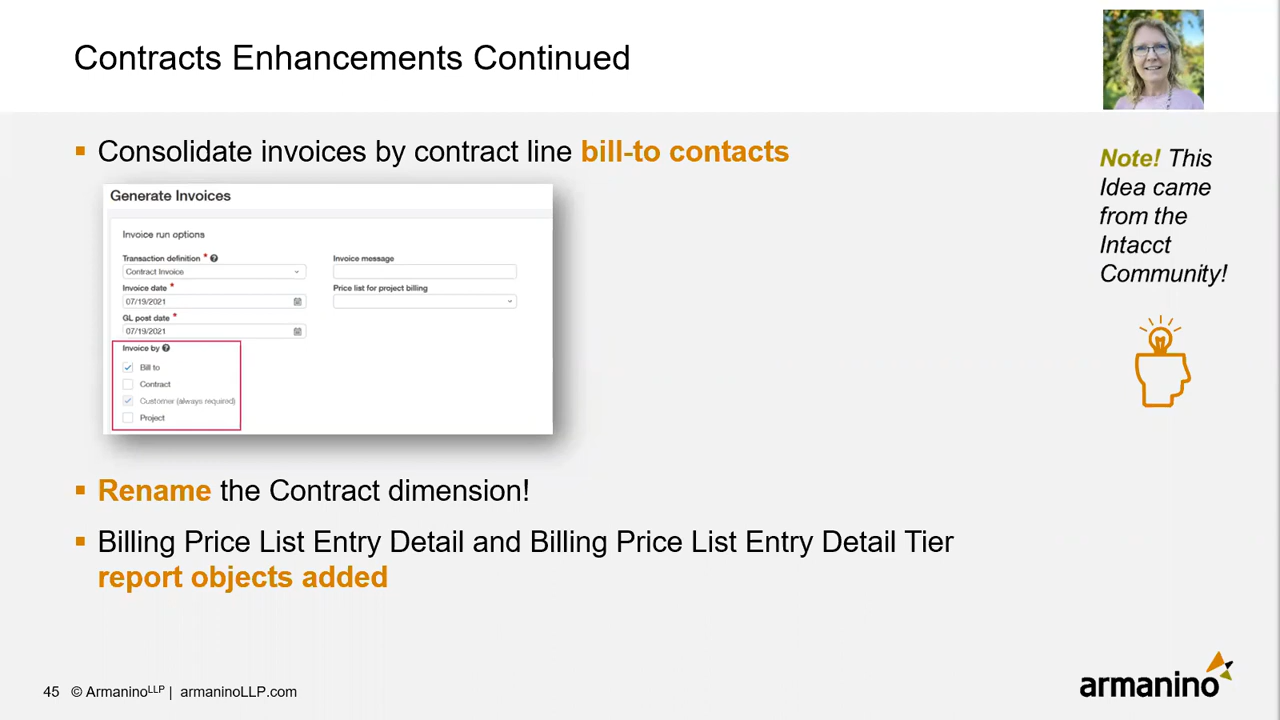 Contracts Enhancements Continued
Consolidate invoices by contract line bill-to contacts
Generate Invoices
Invoice run options
Transaction definition *
Contract Invoice
Invoice date *
07/19/2021
GL post date *
07/19/2021
Invoice by
Bill to
Contract
Customer (always required)
Project
Invoice message
Price list for project billing
Note! This
Idea came
from the
Intacct
Community!
Rename the Contract dimension!
Billing Price List Entry Detail and Billing Price List Entry Detail Tier
report objects added
45 © ArmaninoLLP | armaninoLLP.com
armanino